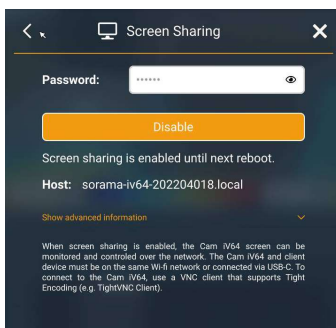 Screen Sharing
Password: ••••••
Disable
Screen sharing is enabled until next reboot.
Host: sorama-iv64-202204018.local
Show advanced information
When screen sharing is enabled, the Cam iV64 screen can be
monitored and controled over the network. The Cam iV64 and client
device must be on the same Wi-fi network or connected via USB-C. To
connect to the Cam iV64, use a VNC client that supports Tight
Encoding (e.g. TightVNC Client).